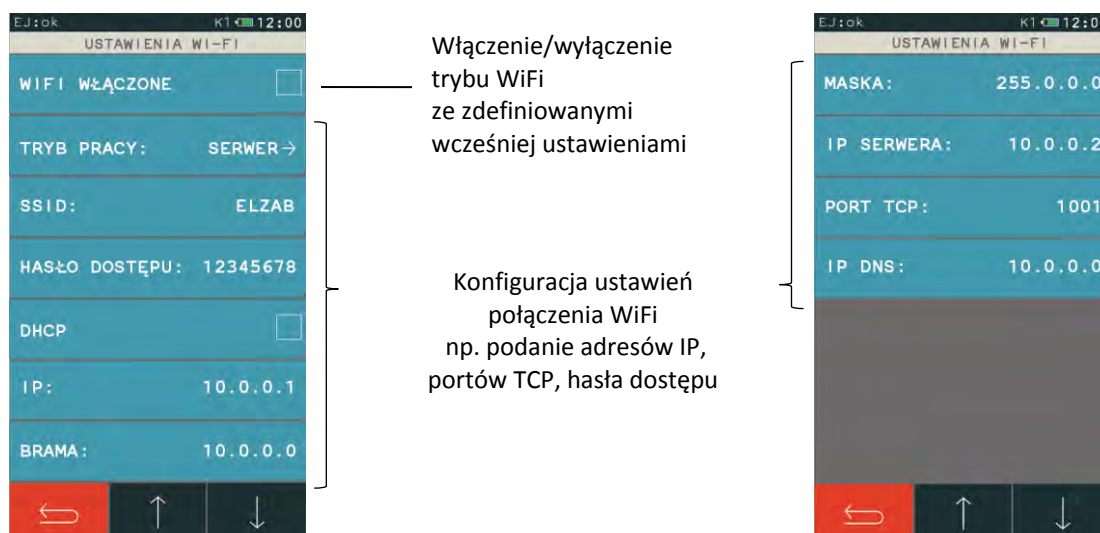 EJ:ok K1 12:00
USTAWIENIA WI-FI
WIFI WŁĄCZONE
TRYB PRACY: SERWER→
SSID: ELZAB
HASŁO DOSTĘPU: 12345678
DHCP
IP: 10.0.0.1
BRAMA: 10.0.0.0
Włączenie/wyłączenie
trybu WiFi
ze zdefiniowanymi
wcześniej ustawieniami
Konfiguracja ustawień
połączenia WiFi
np. podanie adresów IP,
portów TCP, hasła dostępu
EJ:ok K1 12:0
USTAWIENIA WI-FI
MASKA: 255.0.0.0
IP SERWERA: 10.0.0.2
PORT TCP: 1001
IP DNS: 10.0.0.0